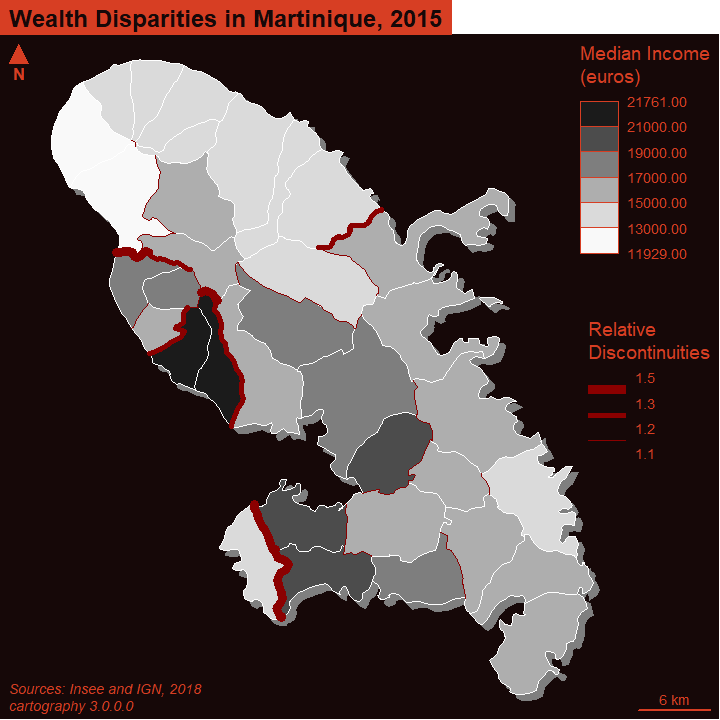 Wealth Disparities in Martinique, 2015
N
Median Income
(euros)
21761.00
21000.00
19000.00
17000.00
15000.00
13000.00
11929.00
Relative
Discontinuities
1.5
1.3
1.2
1.1
Sources: Insee and IGN, 2018
cartography 3.0.0.0
6 km